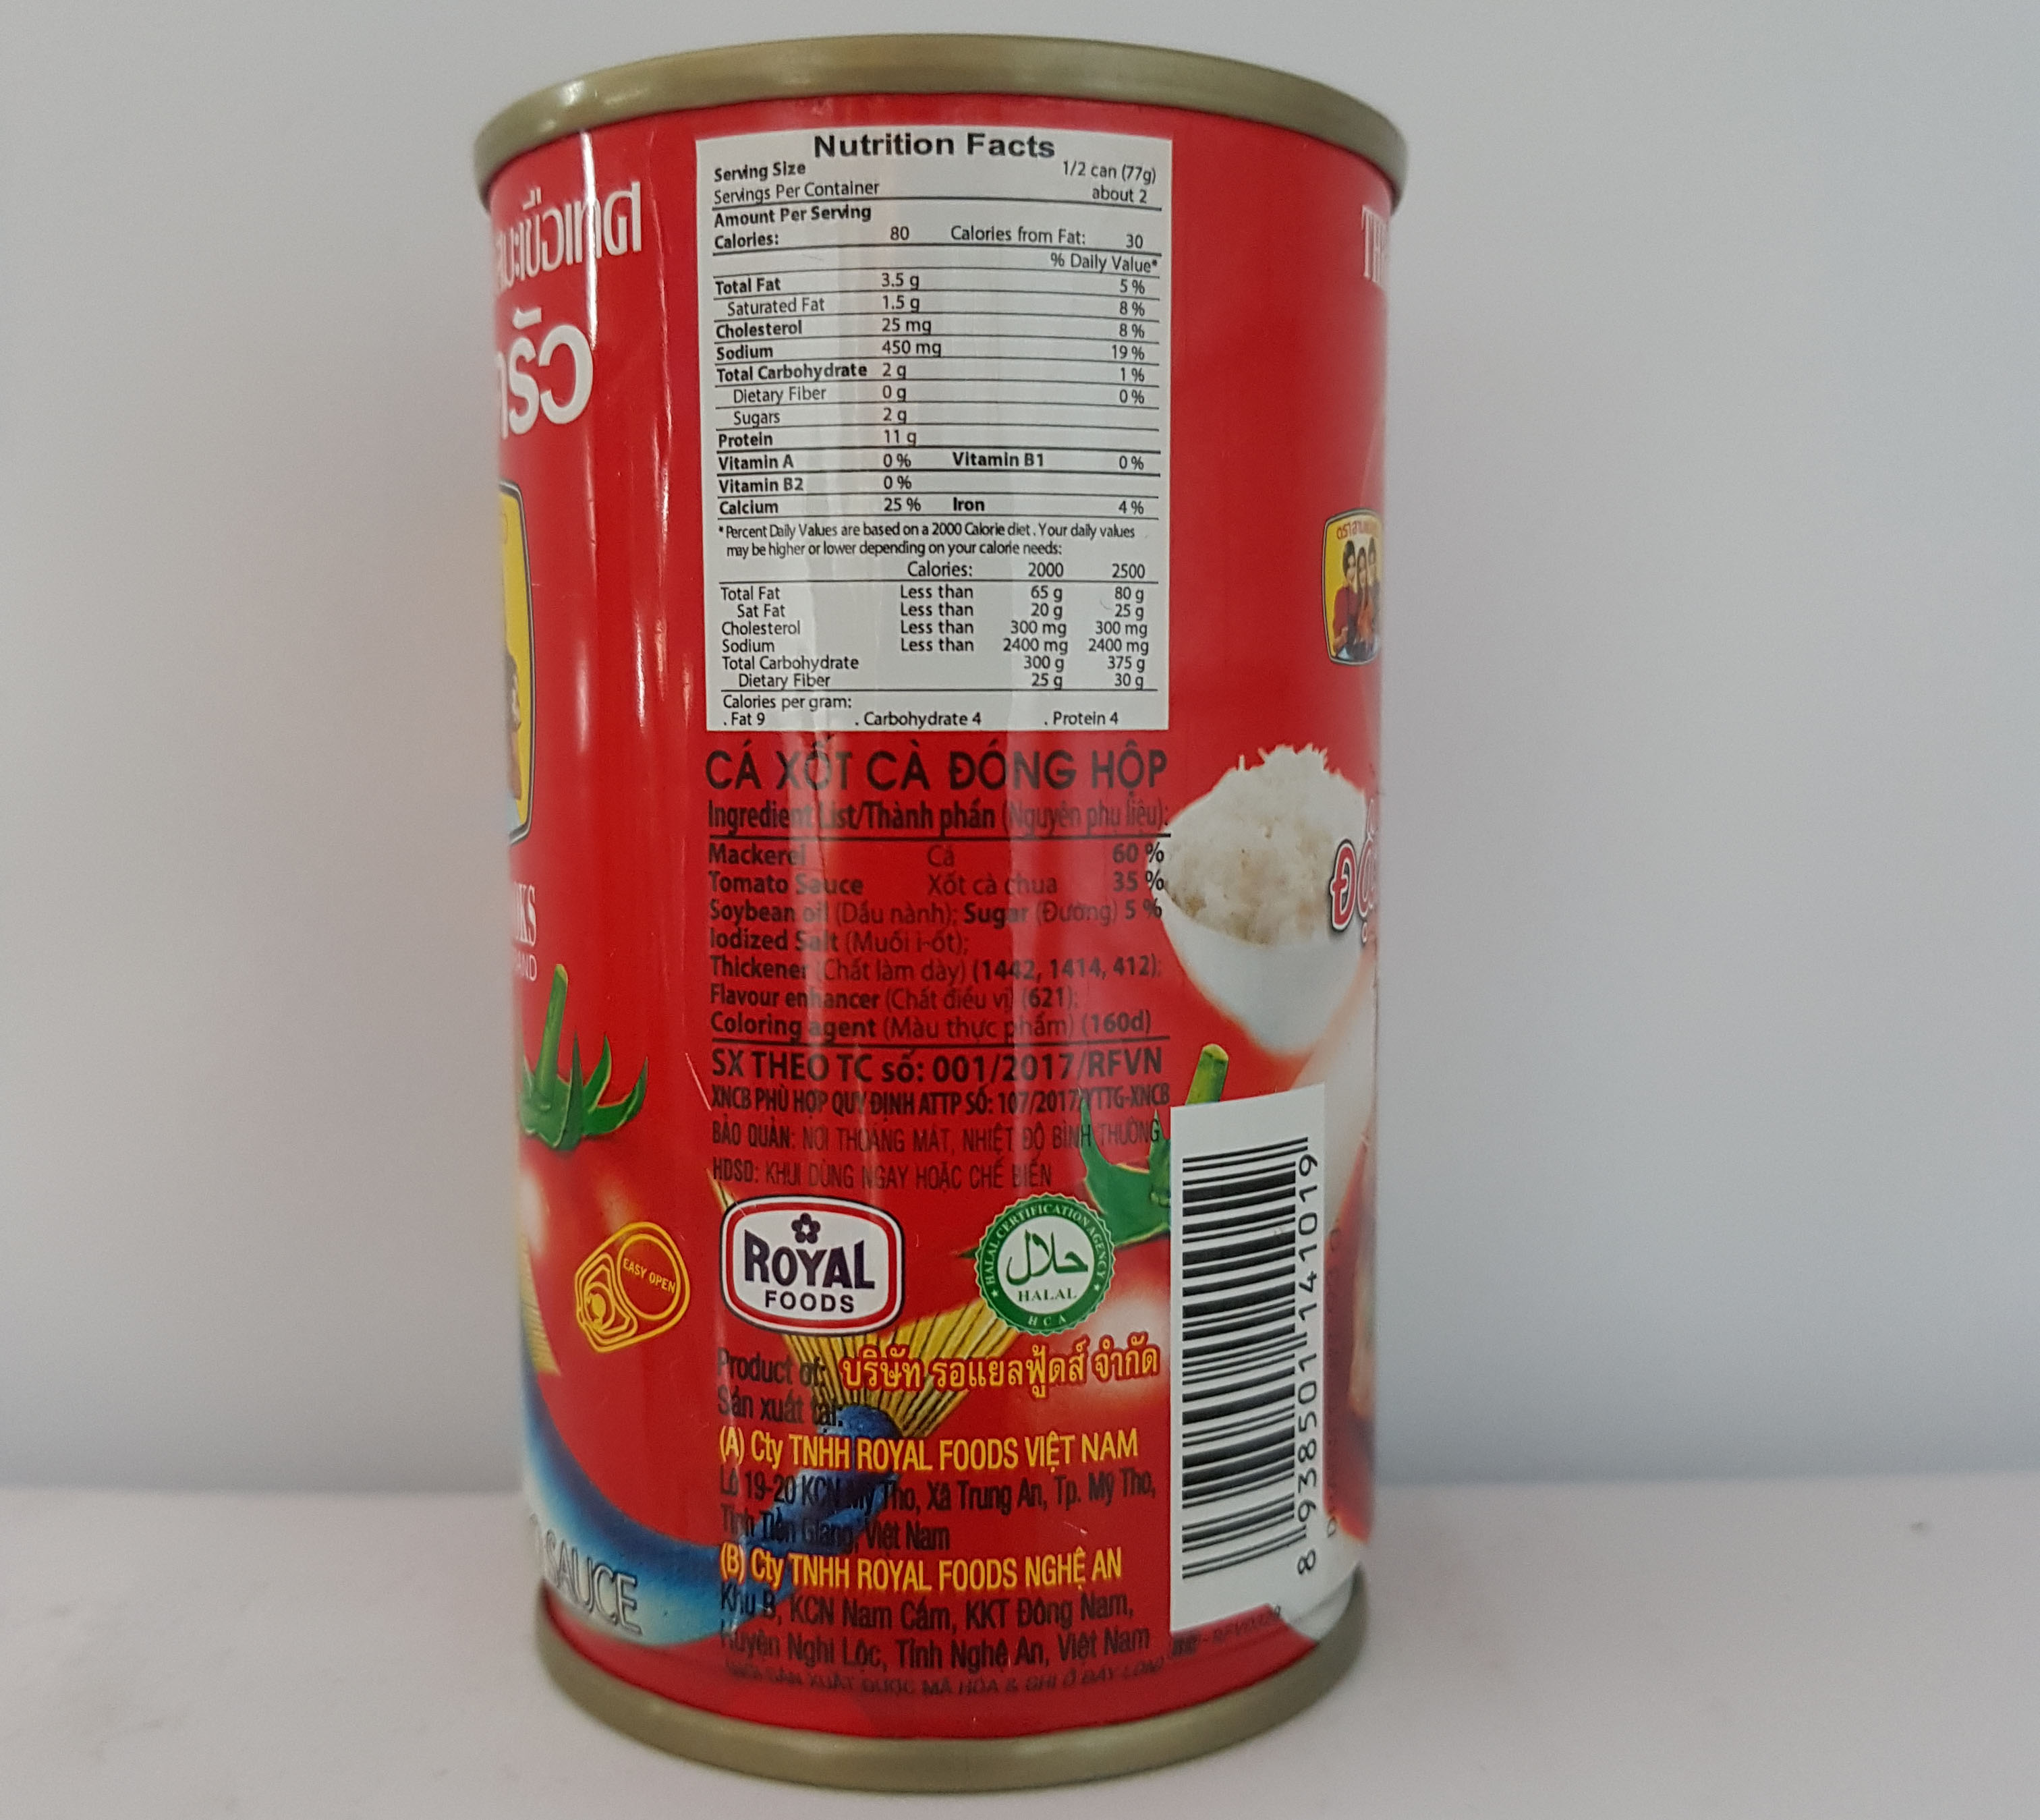 Nutrition Facts
Serving Size 1/2 can (77g)
Servings Per Container about 2
Amount Per Serving
Calories: 80 Calories from Fat: 30
% Daily Value*
Total Fat 3.5 g 5 %
Saturated Fat 1.5 g 8 %
Cholesterol 25 mg 8 %
Sodium 450 mg 19 %
Total Carbohydrate 2 g 1 %
Dietary Fiber 0 g 0 %
Sugars 2 g
Protein 11 g
Vitamin A 0 % Vitamin B1 0 %
Vitamin B2 0 %
Calcium 25 % Iron 4 %
* Percent Daily Values are based on a 2000 Calorie diet. Your daily values
may be higher or lower depending on your calorie needs:
Calories: 2000 2500
Total Fat Less than 65 g 80 g
Sat Fat Less than 20 g 25 g
Cholesterol Less than 300 mg 300 mg
Sodium Less than 2400 mg 2400 mg
Total Carbohydrate 300 g 375 g
Dietary Fiber 25 g 30 g
Calories per gram:
. Fat 9 . Carbohydrate 4 . Protein 4
CÁ XỐT CÀ ĐÓNG HỘP
Ingredient List/Thành phần (Nguyên phụ liệu):
Mackerel Cá 60 %
Tomato Sauce Xốt cà chua 35 %
Soybean oil (Dầu nành); Sugar (Đường) 5 %
Iodized Salt (Muối i-ốt);
Thickener (Chất làm dày) (1442, 1414, 412);
Flavour enhancer (Chất điều vị) (621);
Coloring agent (Màu thực phẩm) (160d)
SX THEO TC số: 001/2017/RFVN
XNCB PHÙ HỢP QUY ĐỊNH ATTP SỐ: 107/2017/YTTG-XNCB
BẢO QUẢN: NƠI THOÁNG MÁT, NHIỆT ĐỘ BÌNH THƯỜNG
HDSD: KHUI DÙNG NGAY HOẶC CHẾ BIẾN
EASY OPEN
ROYAL
FOODS
HALAL CERTIFICATION AGENCY
حلال
HALAL
H C A
Product of: บริษัท รอแยลฟู้ดส์ จำกัด
Sản xuất tại:
(A) Cty TNHH ROYAL FOODS VIỆT NAM
Lô 19-20 KCN Mỹ Tho, Xã Trung An, Tp. Mỹ Tho,
Tỉnh Tiền Giang, Việt Nam
(B) Cty TNHH ROYAL FOODS NGHỆ AN
Khu B, KCN Nam Cấm, KKT Đông Nam,
Huyện Nghi Lộc, Tỉnh Nghệ An, Việt Nam
8 938501 141019
SAUCE